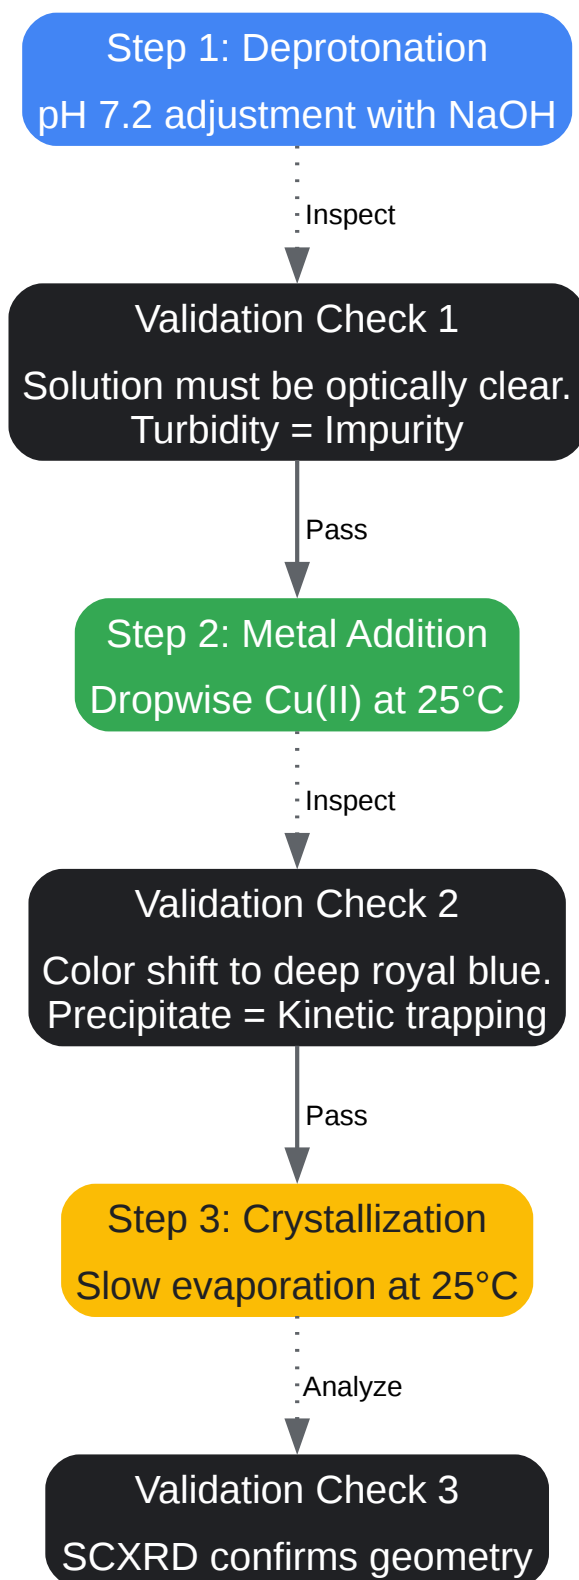 Step 1: Deprotonation
pH 7.2 adjustment with NaOH
Inspect
Validation Check 1
Solution must be optically clear.
Turbidity = Impurity
Pass
Step 2: Metal Addition
Dropwise Cu(II) at 25°C
Inspect
Validation Check 2
Color shift to deep royal blue.
Precipitate = Kinetic trapping
Pass
Step 3: Crystallization
Slow evaporation at 25°C
Analyze
Validation Check 3
SCXRD confirms geometry